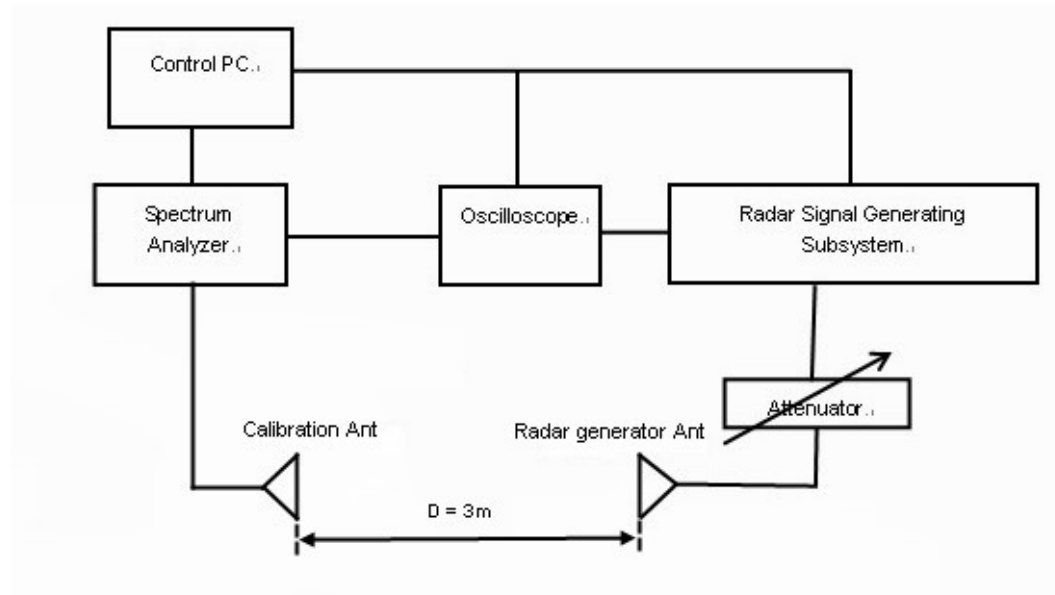 Control PC.
Spectrum
Analyzer.
Oscilloscope.
Radar Signal Generating
Subsystem.
Attenuator.
Calibration Ant
Radar generator Ant
D = 3m